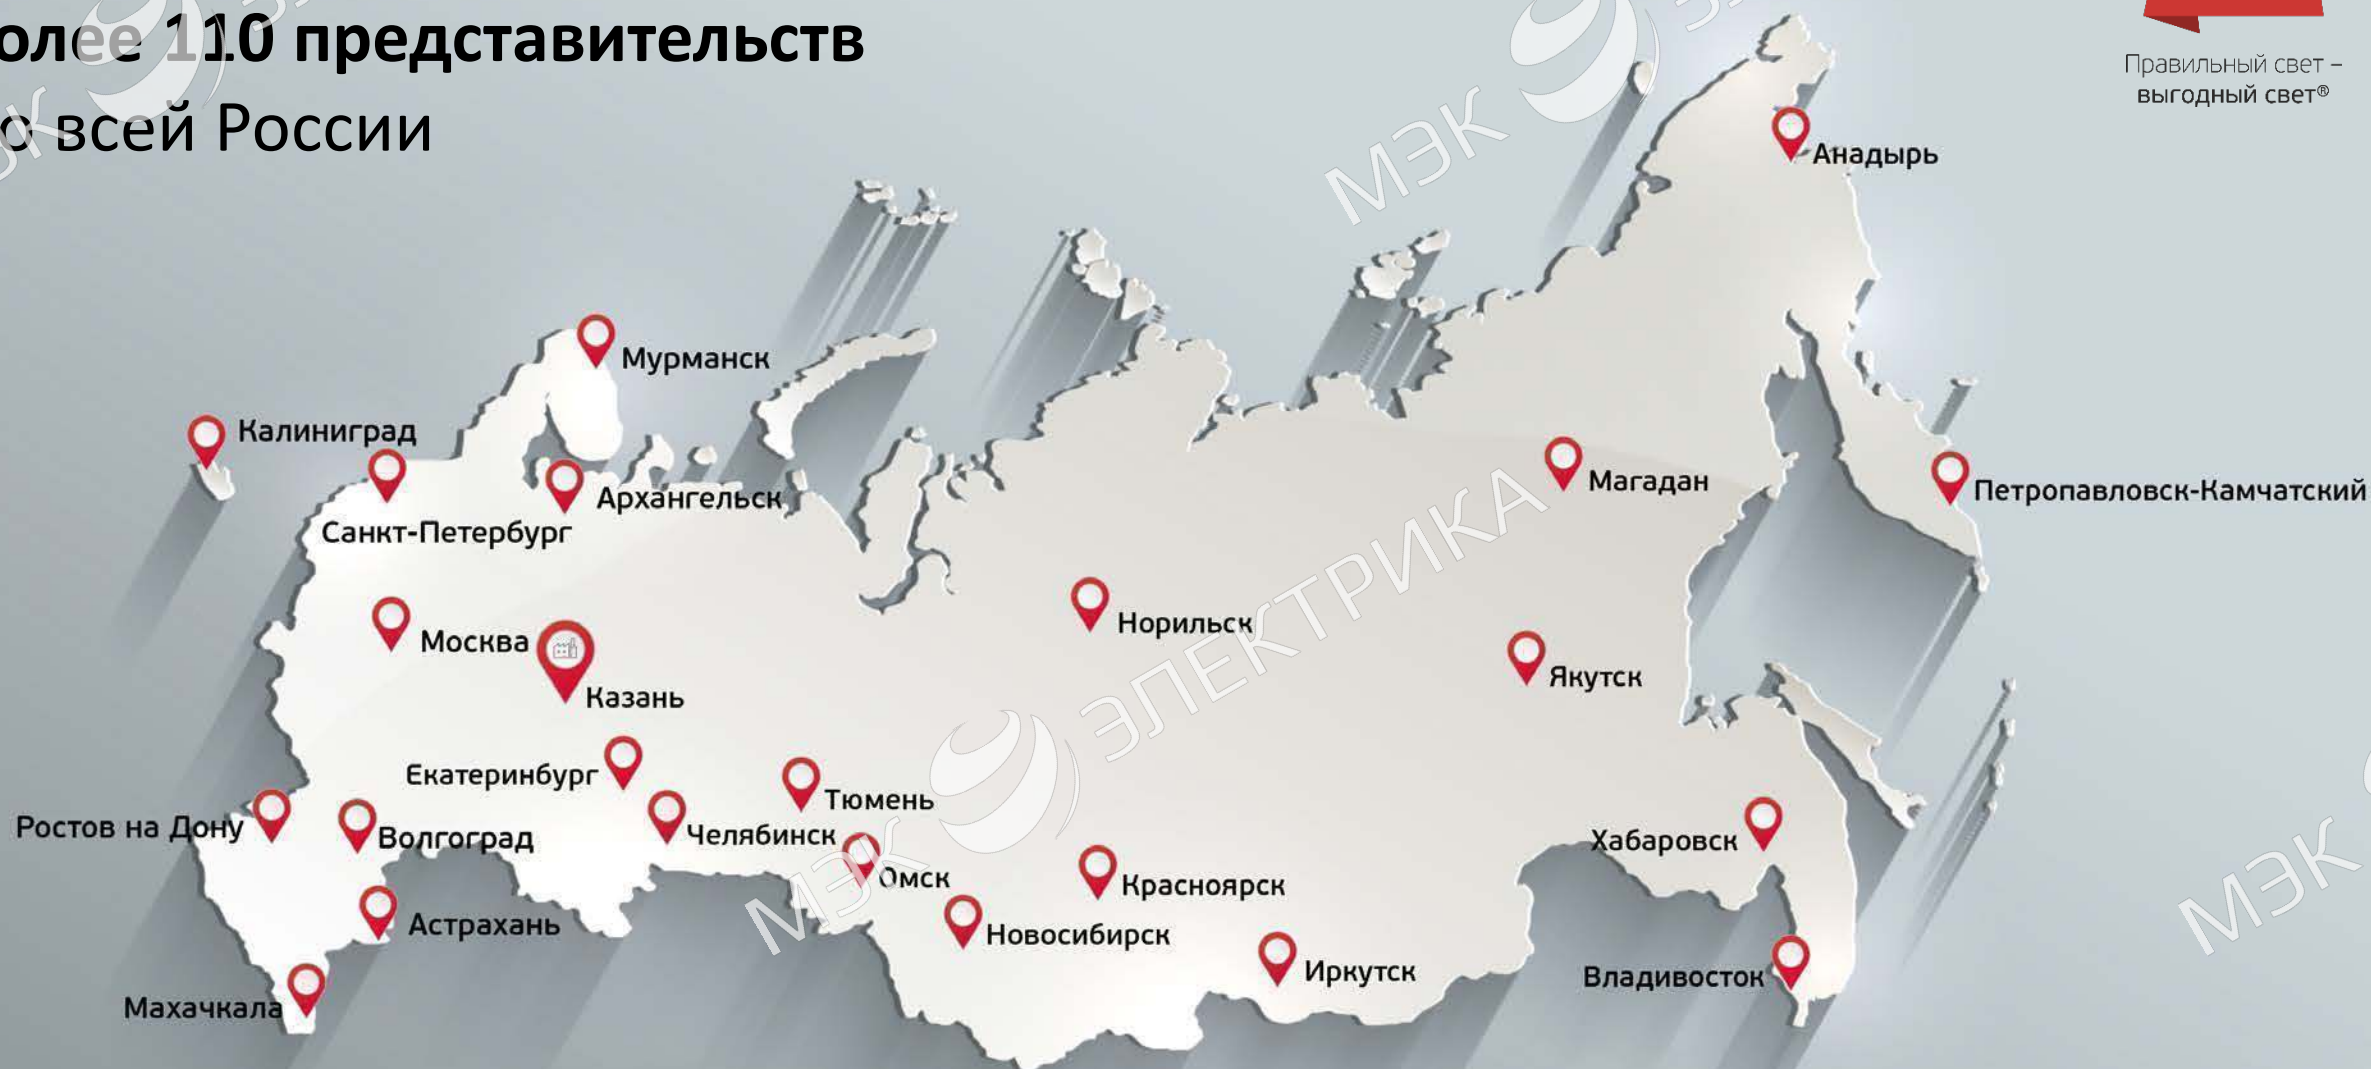 олее 110 представительств
о всей России
Правильный свет –
выгодный свет®
Анадырь
Мурманск
Калининград
Архангельск
Санкт-Петербург
Магадан
Петропавловск-Камчатский
Норильск
Москва
Якутск
Казань
Екатеринбург
Тюмень
Ростов на Дону
Волгоград
Челябинск
Хабаровск
Омск
Красноярск
Астрахань
Новосибирск
Иркутск
Владивосток
Махачкала
МЭК
МЭК ЭЛЕКТРИКА
МЭК